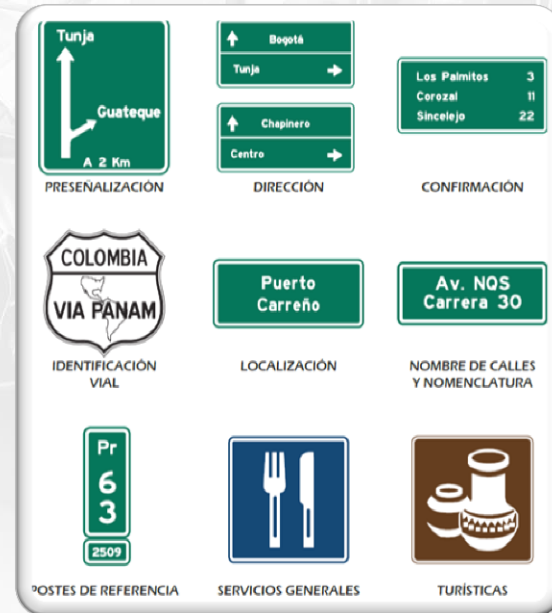 Tunja
Guateque
A 2 Km
PRESEÑALIZACIÓN
Bogotá
Tunja
Chapinero
Centro
DIRECCIÓN
Los Palmitos 3
Corozal 11
Sincelejo 22
CONFIRMACIÓN
COLOMBIA
VIA PANAM
IDENTIFICACIÓN
VIAL
Puerto
Carreño
LOCALIZACIÓN
Av. NQS
Carrera 30
NOMBRE DE CALLES
Y NOMENCLATURA
Pr
6
3
2509
POSTES DE REFERENCIA
SERVICIOS GENERALES
TURÍSTICAS